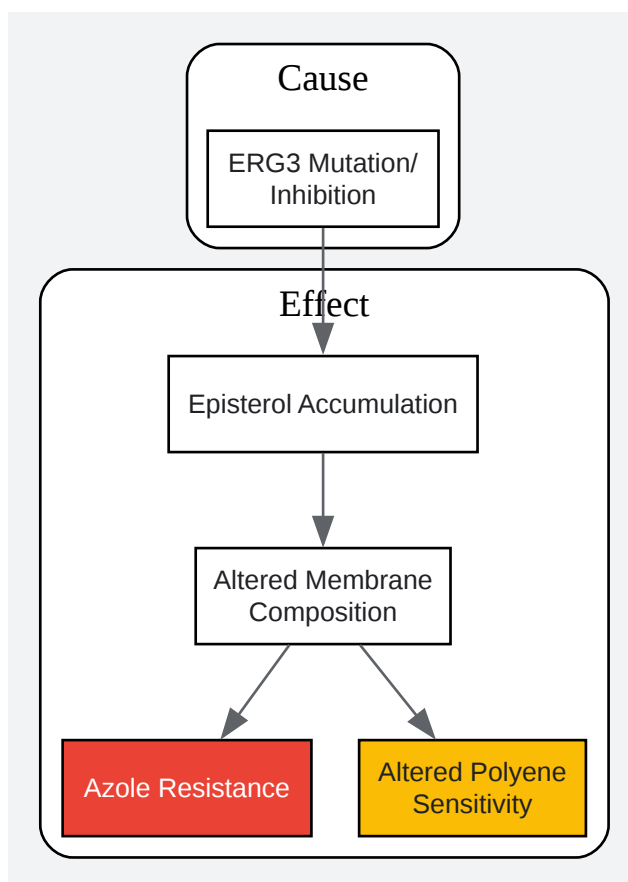 Cause
ERG3 Mutation/
Inhibition
Effect
Episterol Accumulation
Altered Membrane
Composition
Azole Resistance
Altered Polyene
Sensitivity